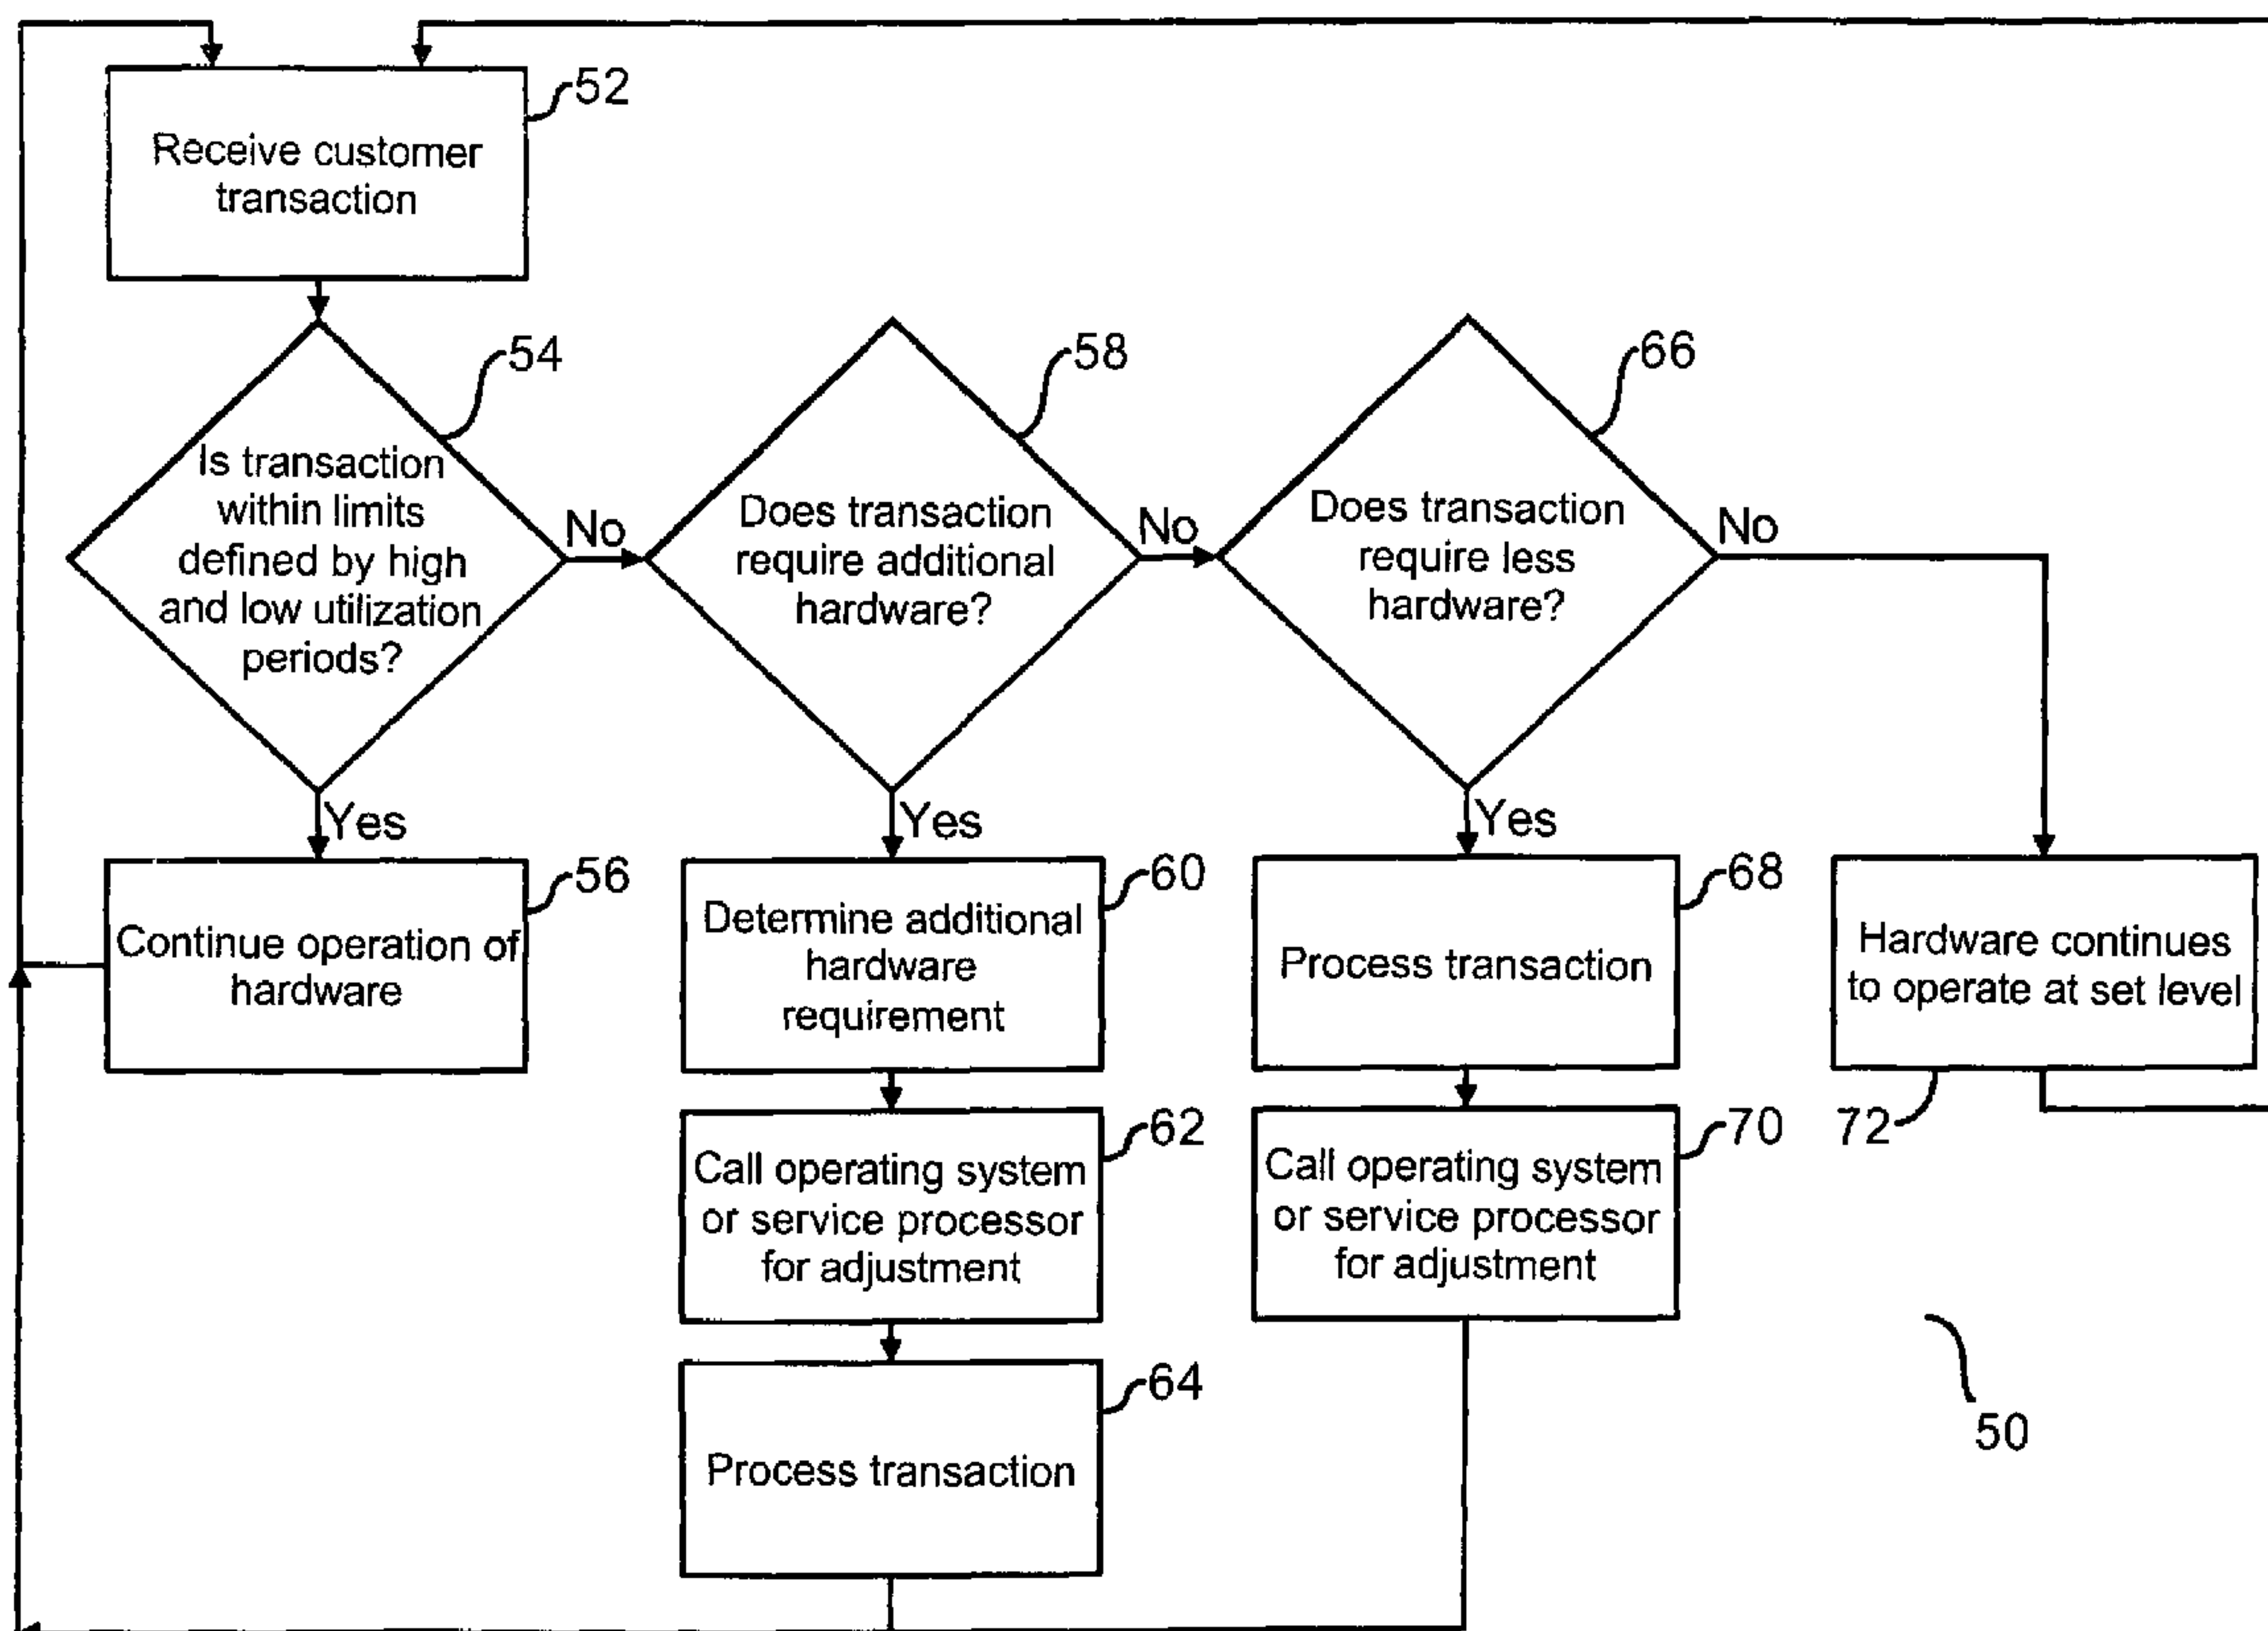 52
Receive customer
transaction
54
Is transaction
within limits
defined by high
and low utilization
periods?
No
58
Does transaction
require additional
hardware?
No
66
Does transaction
require less
hardware?
No
Yes
Yes
Yes
56
Continue operation of
hardware
60
Determine additional
hardware
requirement
68
Process transaction
Hardware continues
to operate at set level
72
62
Call operating system
or service processor
for adjustment
70
Call operating system
or service processor
for adjustment
64
Process transaction
50